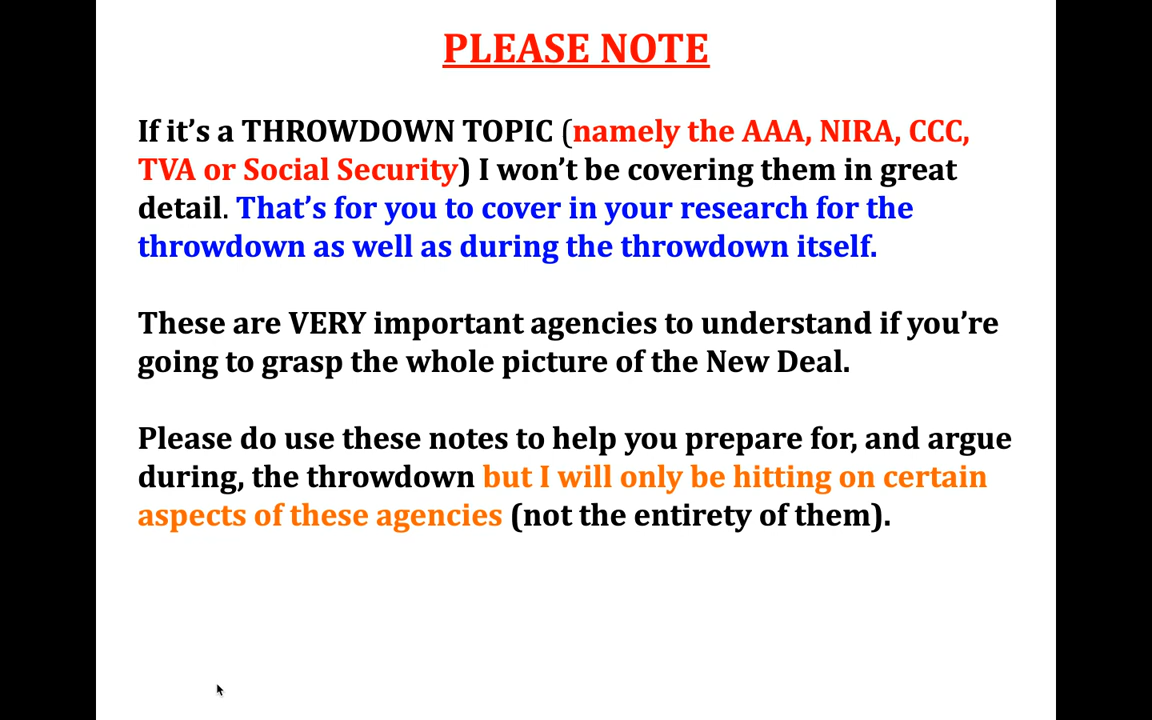 PLEASE NOTE
If it’s a THROWDOWN TOPIC (namely the AAA, NIRA, CCC,
TVA or Social Security) I won’t be covering them in great
detail. That’s for you to cover in your research for the
throwdown as well as during the throwdown itself.
These are VERY important agencies to understand if you’re
going to grasp the whole picture of the New Deal.
Please do use these notes to help you prepare for, and argue
during, the throwdown but I will only be hitting on certain
aspects of these agencies (not the entirety of them).